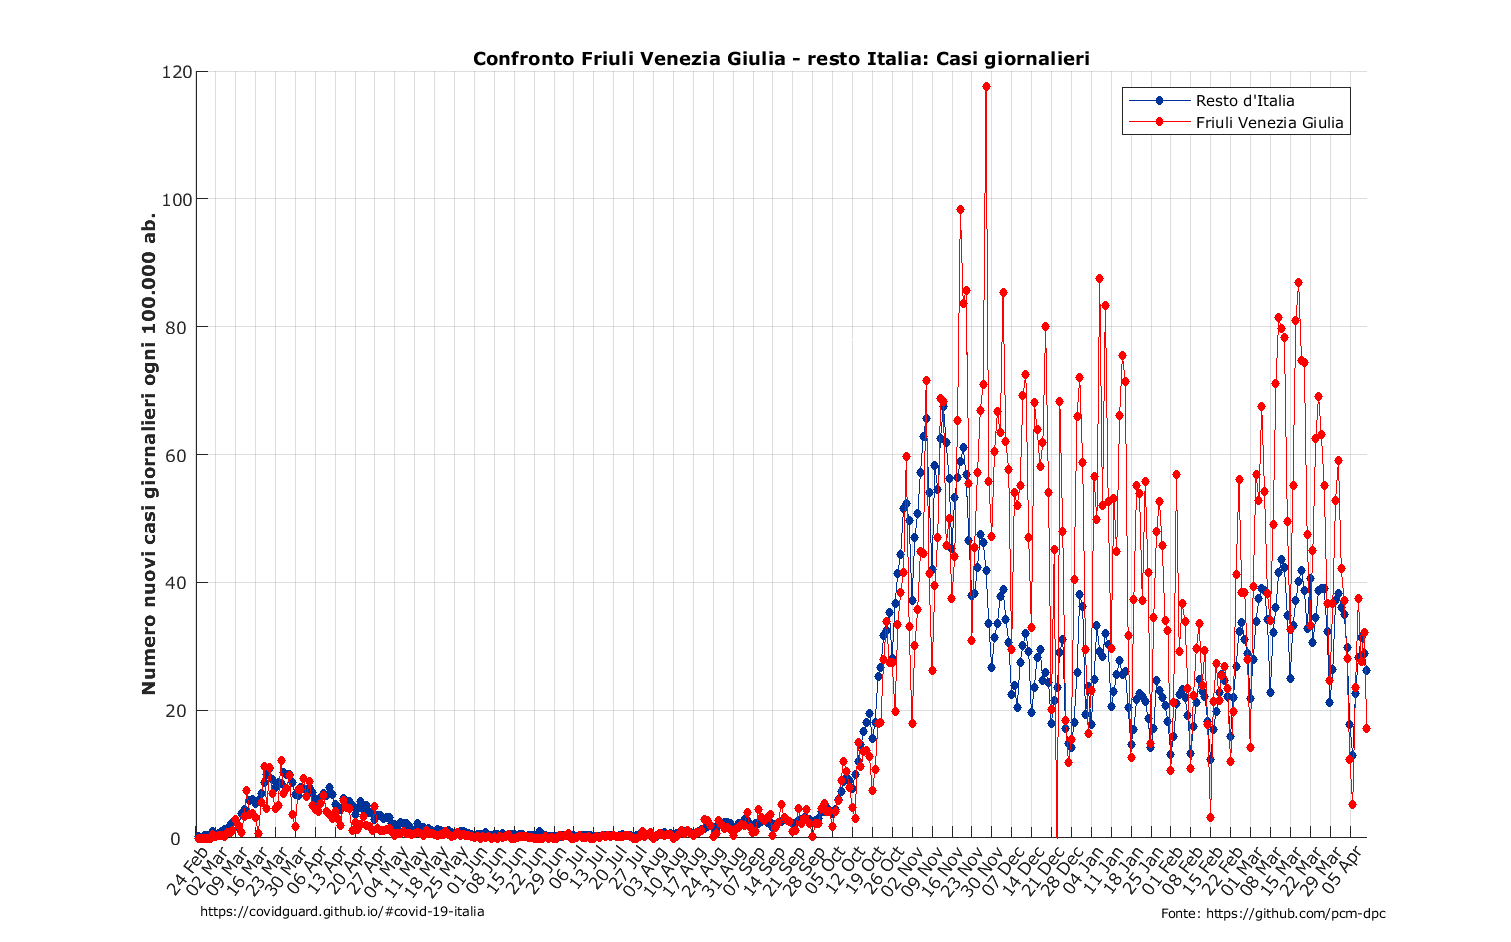 Confronto Friuli Venezia Giulia - resto Italia: Casi giornalieri
Numero nuovi casi giornalieri ogni 100.000 ab.
120
100
80
60
40
20
0
Resto d'Italia
Friuli Venezia Giulia
24 Feb
02 Mar
09 Mar
16 Mar
23 Mar
30 Mar
06 Apr
13 Apr
20 Apr
27 Apr
04 May
11 May
18 May
25 May
01 Jun
08 Jun
15 Jun
22 Jun
29 Jun
06 Jul
13 Jul
20 Jul
27 Jul
03 Aug
10 Aug
17 Aug
24 Aug
31 Aug
07 Sep
14 Sep
21 Sep
28 Sep
05 Oct
12 Oct
19 Oct
26 Oct
02 Nov
09 Nov
16 Nov
23 Nov
30 Nov
07 Dec
14 Dec
21 Dec
28 Dec
04 Jan
11 Jan
18 Jan
25 Jan
01 Feb
08 Feb
15 Feb
22 Feb
01 Mar
08 Mar
15 Mar
22 Mar
29 Mar
05 Apr
https://covidguard.github.io/#covid-19-italia
Fonte: https://github.com/pcm-dpc